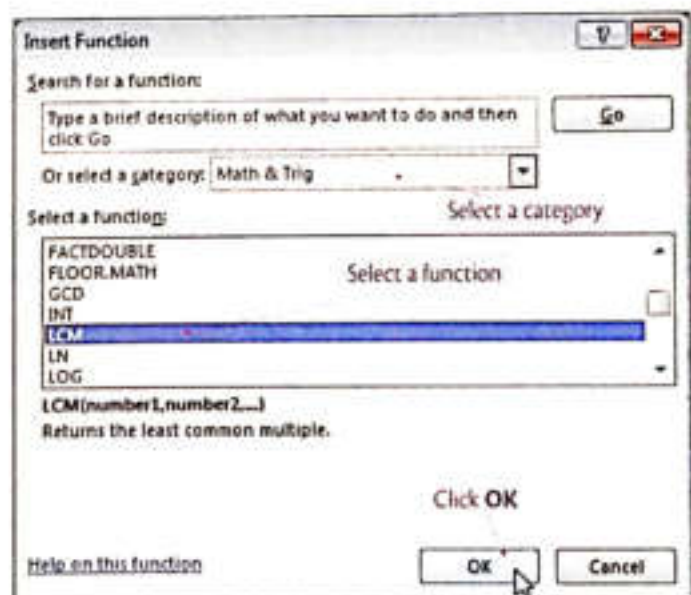 Insert Function
Search for a function:
Type a brief description of what you want to do and then
click Go
Go
Or select a category: Math & Trig
Select a category
Select a function:
FACTDOUBLE
FLOOR.MATH
Select a function
GCD
INT
LCM
LN
LOG
LCM(number1,number2,...)
Returns the least common multiple.
Click OK
Help on this function
OK
Cancel